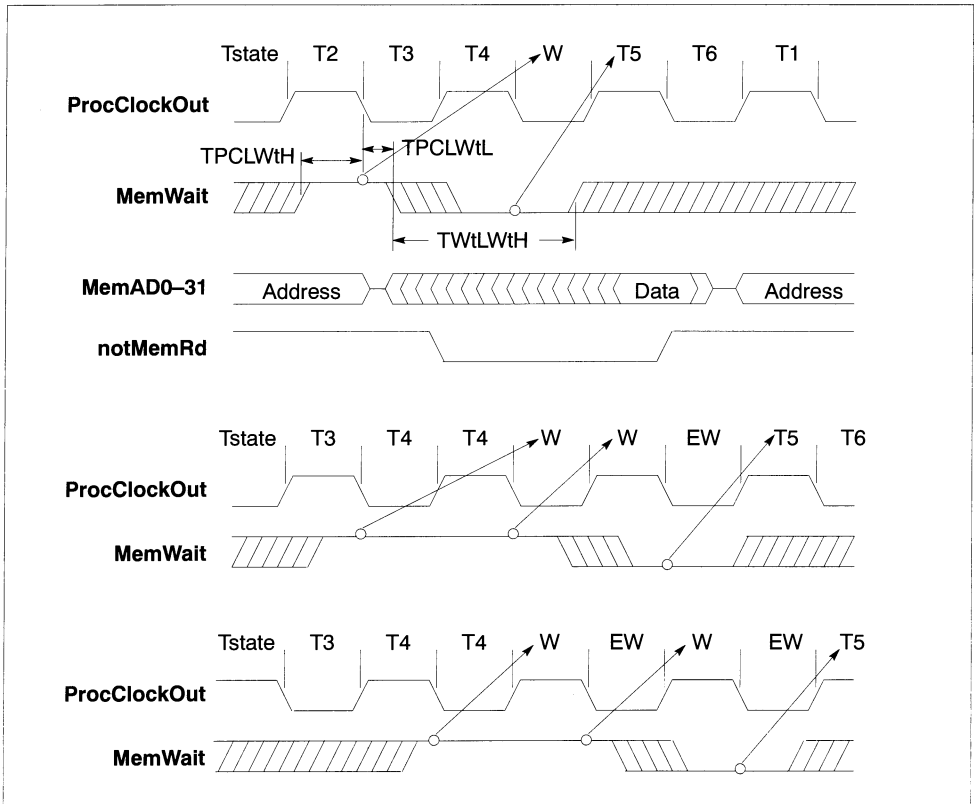 Tstate T2 T3 T4 W T5 T6 T1
ProcClockOut
TPCLWtH TPCLWtL
MemWait
TWtLWtH
MemAD0–31 Address Data Address
notMemRd
Tstate T3 T4 T4 W W EW T5 T6
ProcClockOut
MemWait
Tstate T3 T4 T4 W EW W EW T5
ProcClockOut
MemWait